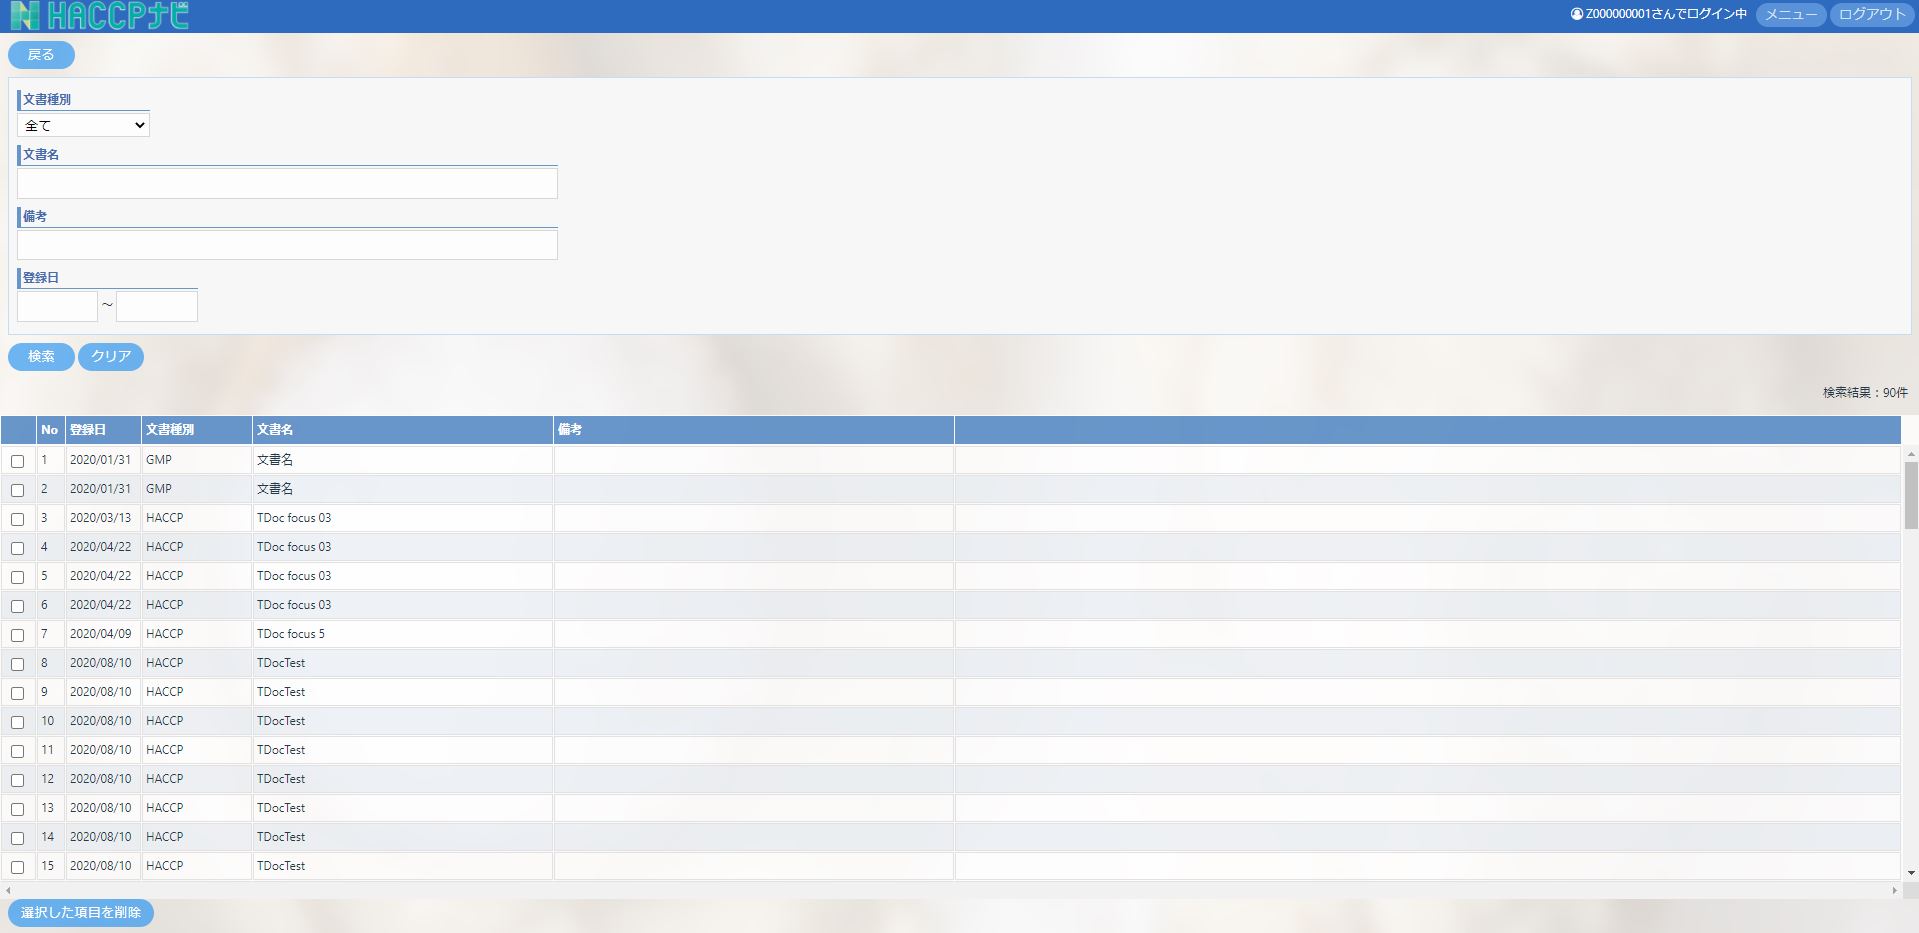 HACCPナビ
Z000000001さんでログイン中 メニュー ログアウト
戻る
文書種別
全て
文書名
備考
登録日
～
検索 クリア
検索結果：90件
No 登録日 文書種別 文書名 備考
1 2020/01/31 GMP 文書名
2 2020/01/31 GMP 文書名
3 2020/03/13 HACCP TDoc focus 03
4 2020/04/22 HACCP TDoc focus 03
5 2020/04/22 HACCP TDoc focus 03
6 2020/04/22 HACCP TDoc focus 03
7 2020/04/09 HACCP TDoc focus 5
8 2020/08/10 HACCP TDocTest
9 2020/08/10 HACCP TDocTest
10 2020/08/10 HACCP TDocTest
11 2020/08/10 HACCP TDocTest
12 2020/08/10 HACCP TDocTest
13 2020/08/10 HACCP TDocTest
14 2020/08/10 HACCP TDocTest
15 2020/08/10 HACCP TDocTest
選択した項目を削除